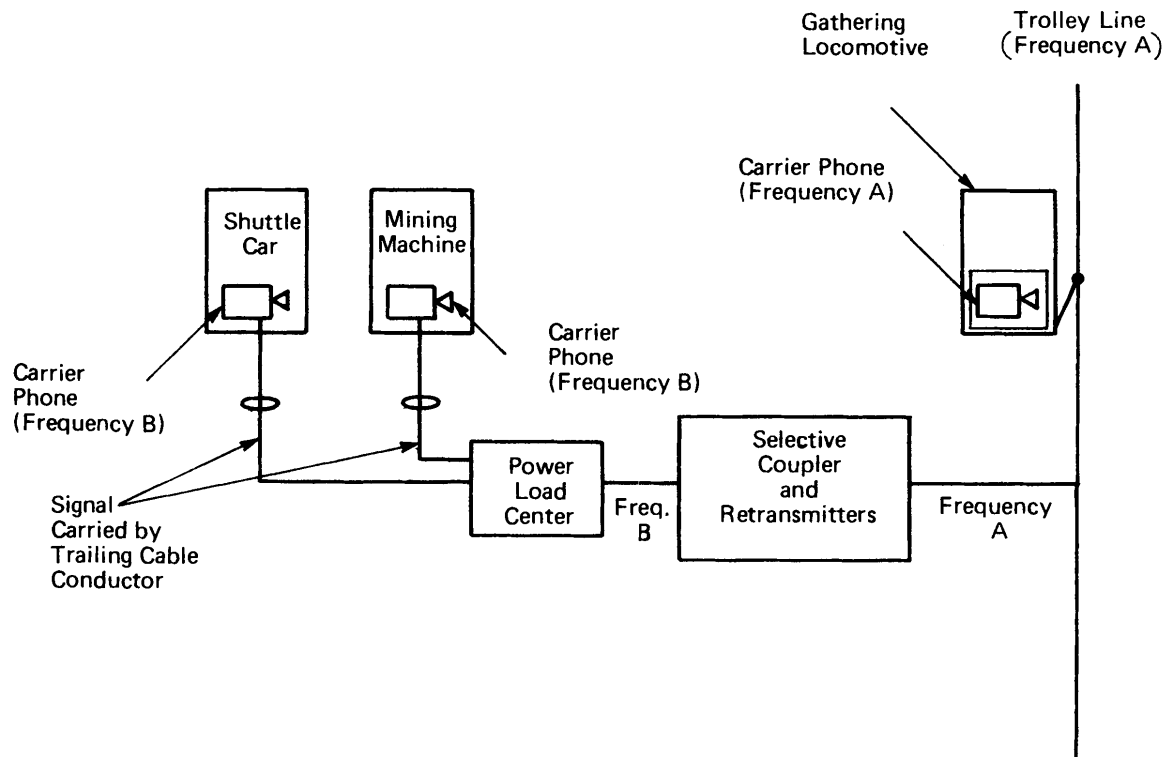 Gathering
Locomotive
Trolley Line
(Frequency A)
Carrier Phone
(Frequency A)
Shuttle
Car
Mining
Machine
Carrier
Phone
(Frequency B)
Carrier
Phone
(Frequency B)
Signal
Carried by
Trailing Cable
Conductor
Power
Load
Center
Freq.
B
Selective
Coupler
and
Retransmitters
Frequency
A